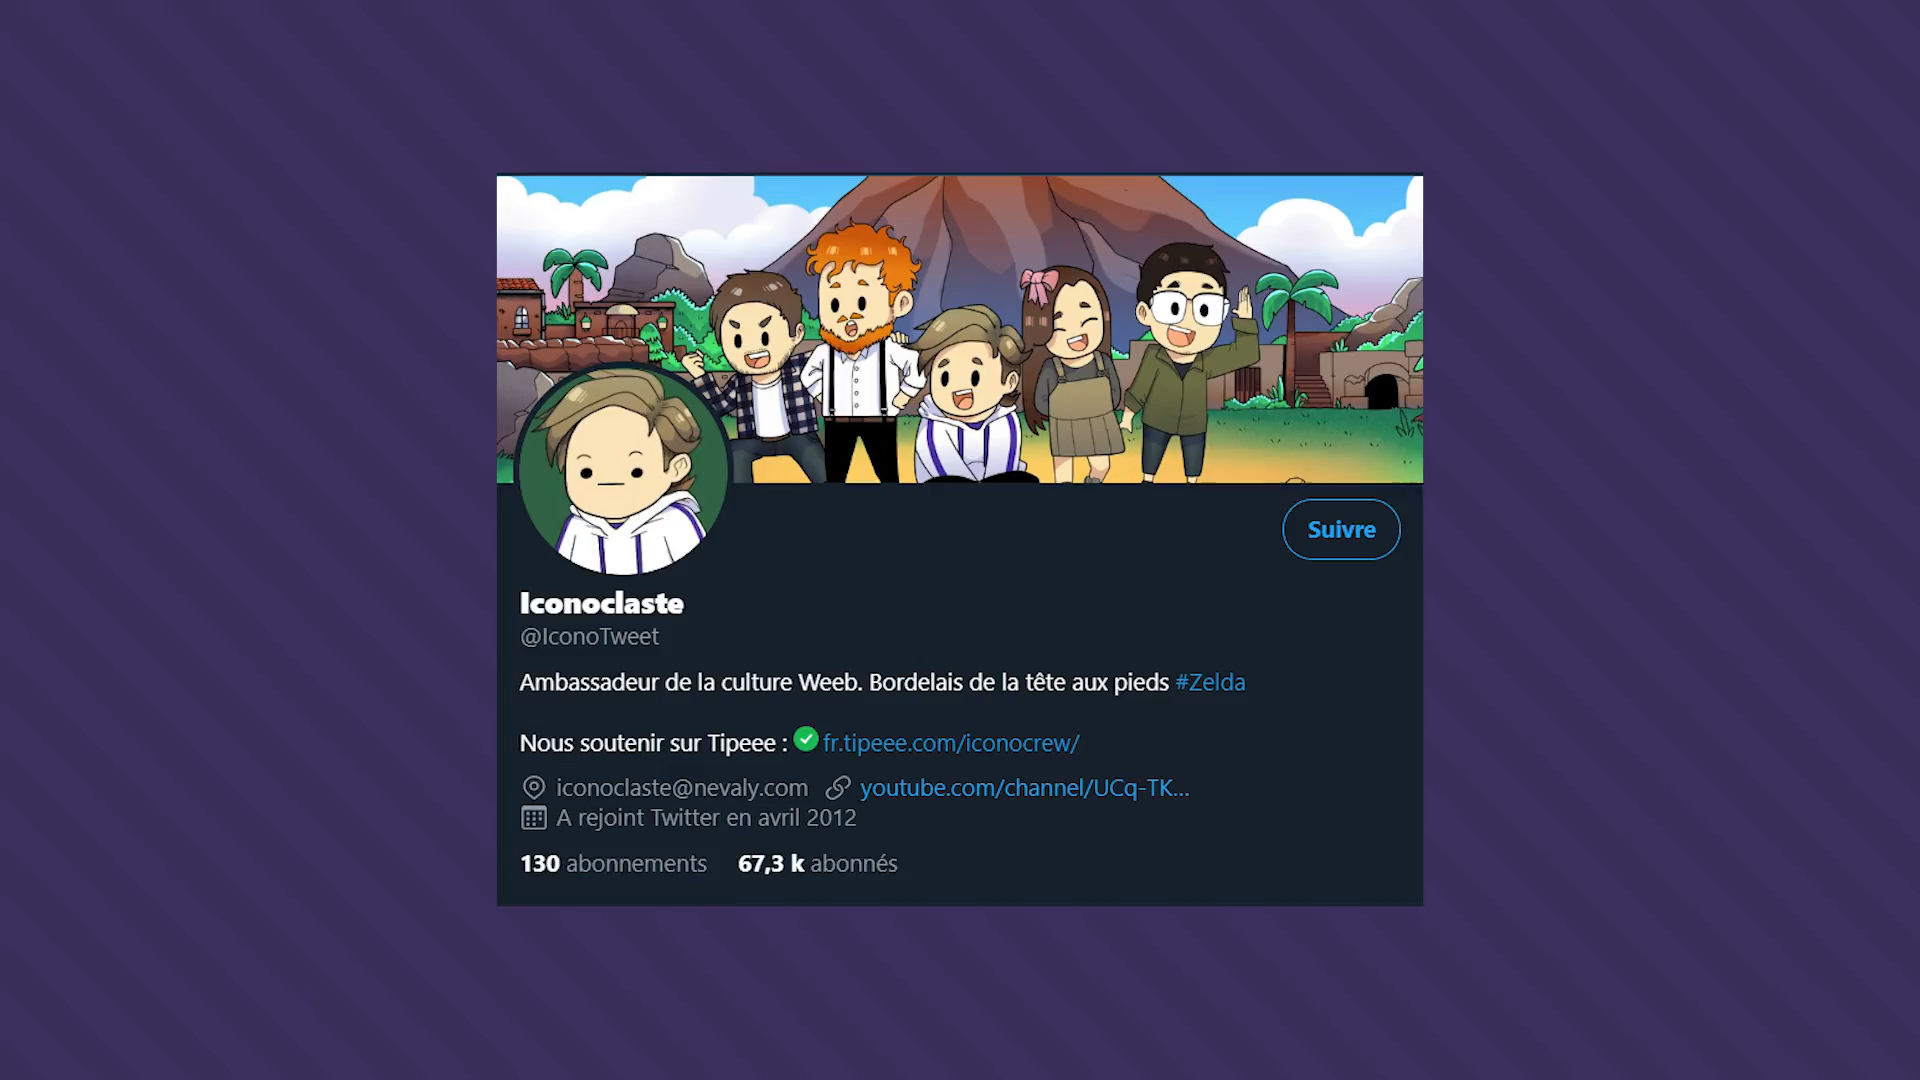 Suivre
Iconoclaste
@IconoTweet
Ambassadeur de la culture Weeb. Bordelais de la tête aux pieds #Zelda
Nous soutenir sur Tipeee : fr.tipeee.com/iconocrew/
iconoclaste@nevaly.com youtube.com/channel/UCq-TK...
A rejoint Twitter en avril 2012
130 abonnements 67,3 k abonnés